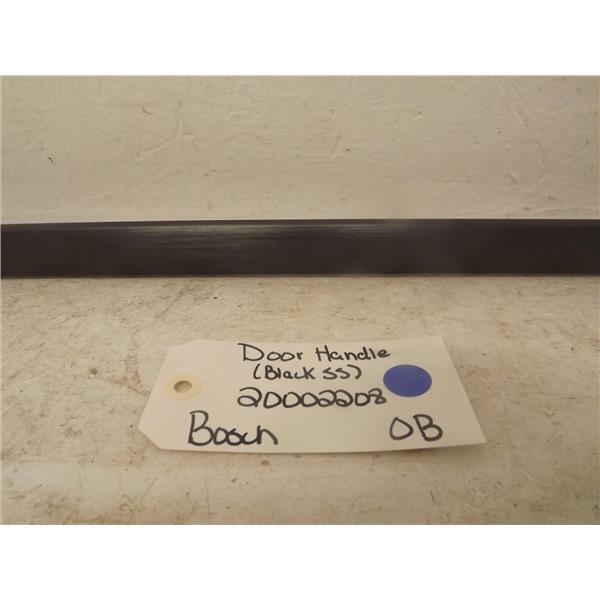 Door Handle
(Black SS)
20002208
Bosch OB